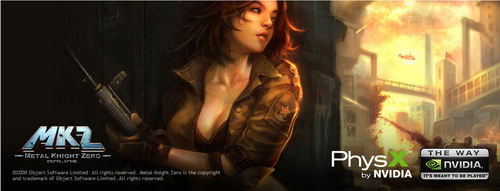 MKZ
METAL KNIGHT ZERO
ONLINE
©2008 Object Software Limited. All rights reserved. Metal Knight Zero is the copyright
and trademark of Object Software Limited. All rights reserved.
PhysX
by NVIDIA
THE WAY
NVIDIA.
IT'S MEANT TO BE PLAYED™